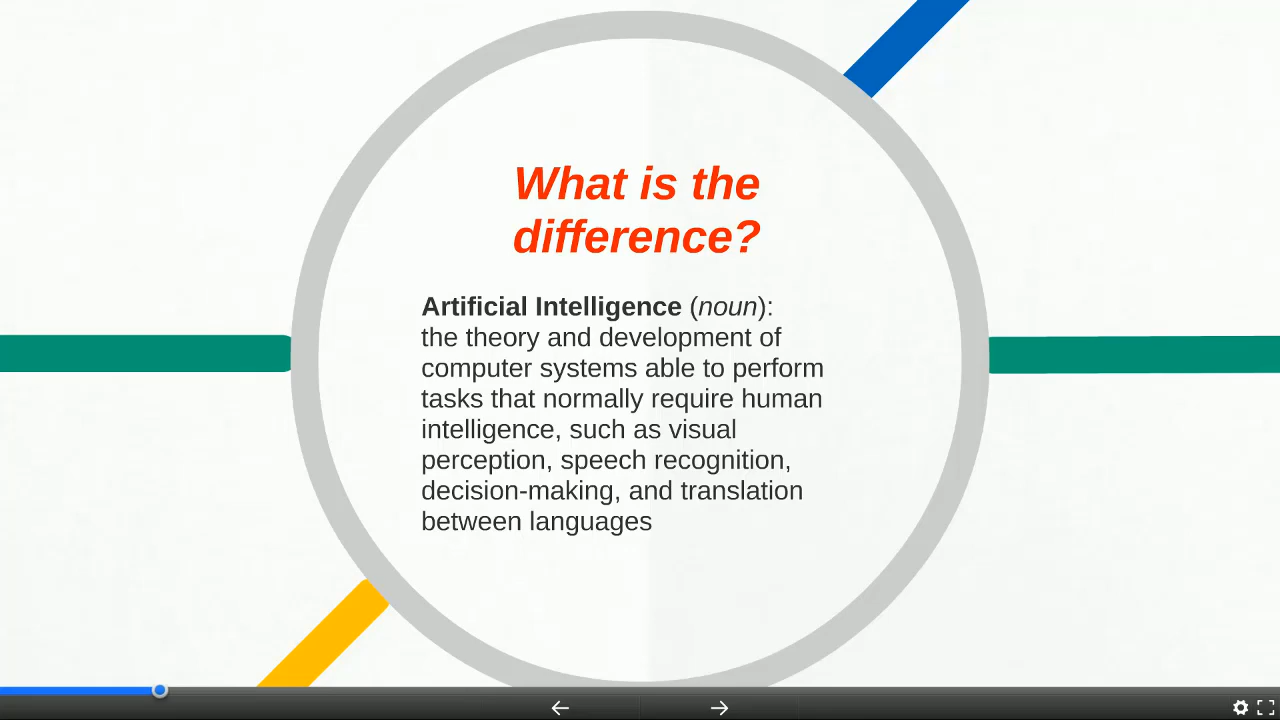 What is the
difference?
Artificial Intelligence (noun):
the theory and development of
computer systems able to perform
tasks that normally require human
intelligence, such as visual
perception, speech recognition,
decision-making, and translation
between languages